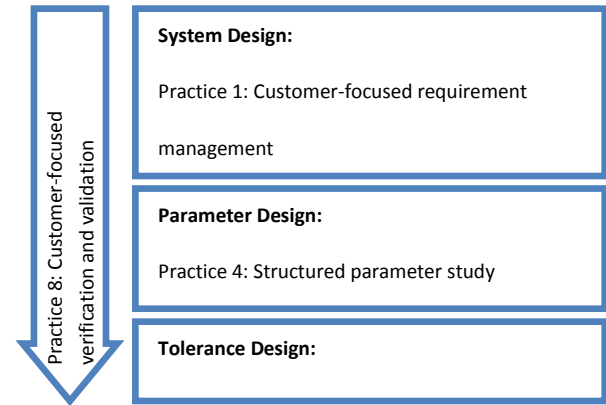 Practice 8: Customer-focused
verification and validation
System Design:
Practice 1: Customer-focused requirement
management
Parameter Design:
Practice 4: Structured parameter study
Tolerance Design: